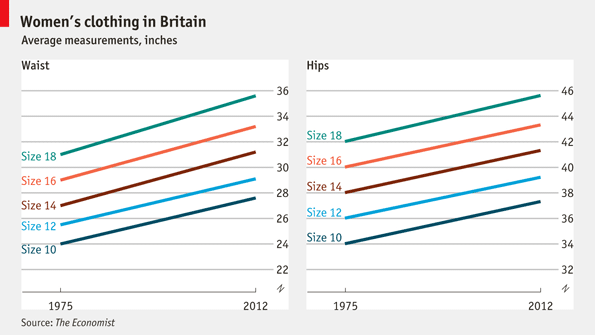 Women's clothing in Britain
Average measurements, inches
Waist
36
34
32
30
28
26
24
22
Size 18
Size 16
Size 14
Size 12
Size 10
1975
2012
Hips
46
44
42
40
38
36
34
32
Size 18
Size 16
Size 14
Size 12
Size 10
1975
2012
Source: The Economist